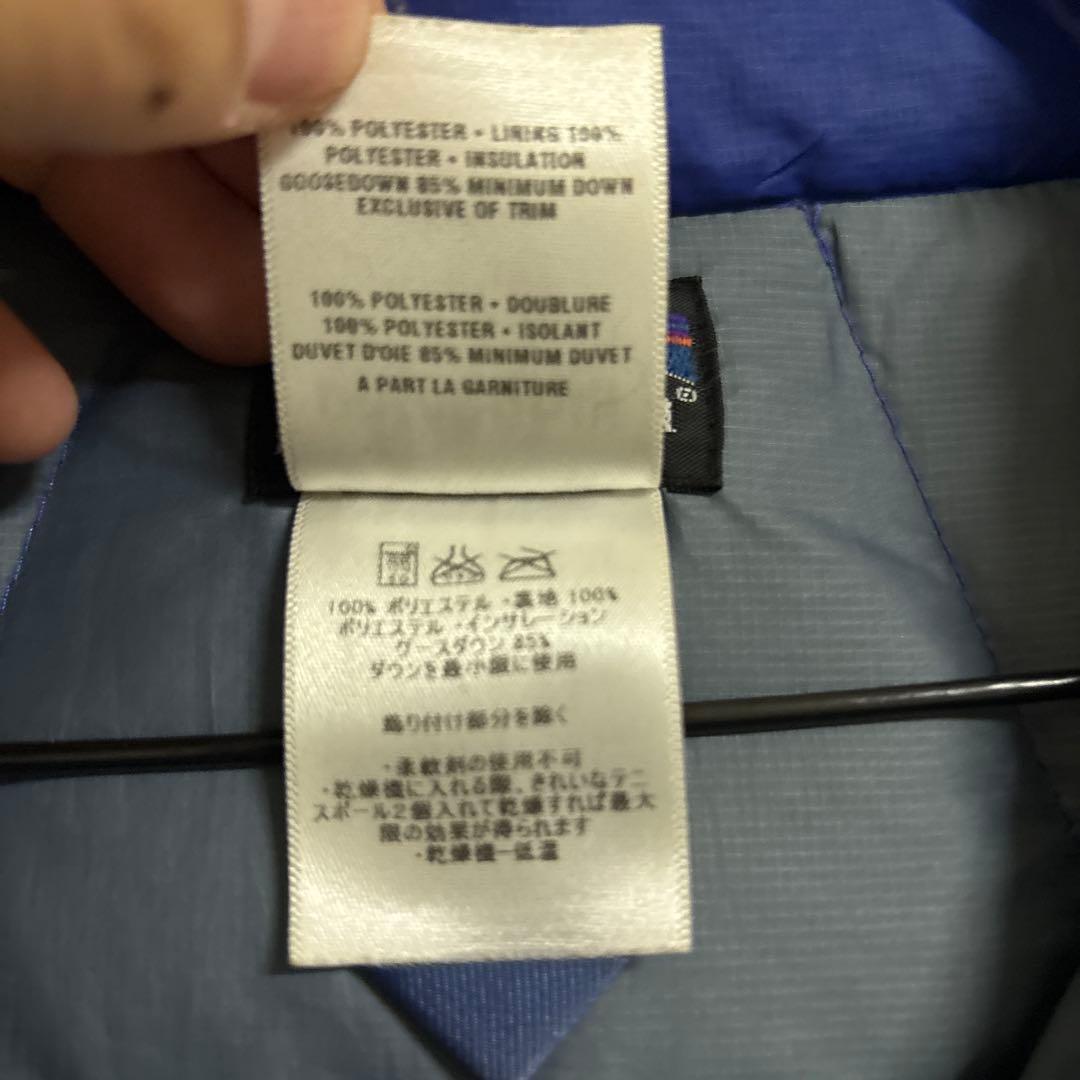 100% POLYESTER • LININS 100%
POLYESTER • INSULATION
GOOSEDOWN 85% MINIMUM DOWN
EXCLUSIVE OF TRIM
100% POLYESTER • DOUBLURE
100% POLYESTER • ISOLANT
DUVET D'OIE 85% MINIMUM DUVET
A PART LA GARNITURE
100% ポリエステル ・裏地 100%
ポリエステル ・インサレーション
グースダウン 85%
ダウンを最小限に使用
飾り付け部分を除く
・柔軟剤の使用不可
・乾燥機に入れる際、きれいなテニ
スボール2個入れて乾燥すれば最大
限の効果が得られます
・乾燥機ー低温